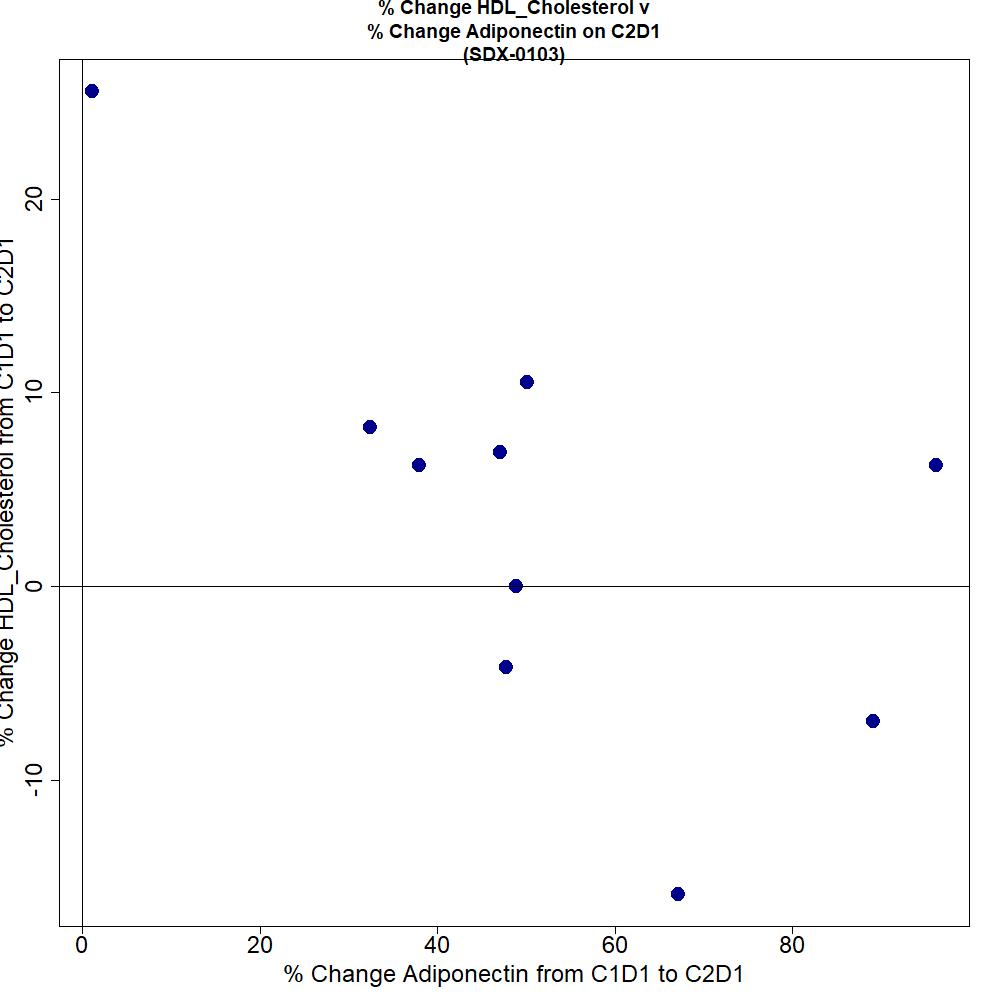 % Change HDL_Cholesterol v
% Change Adiponectin on C2D1
(SDX-0103)
% Change HDL_Cholesterol from C1D1 to C2D1
20
10
0
-10
0
20
40
60
80
% Change Adiponectin from C1D1 to C2D1